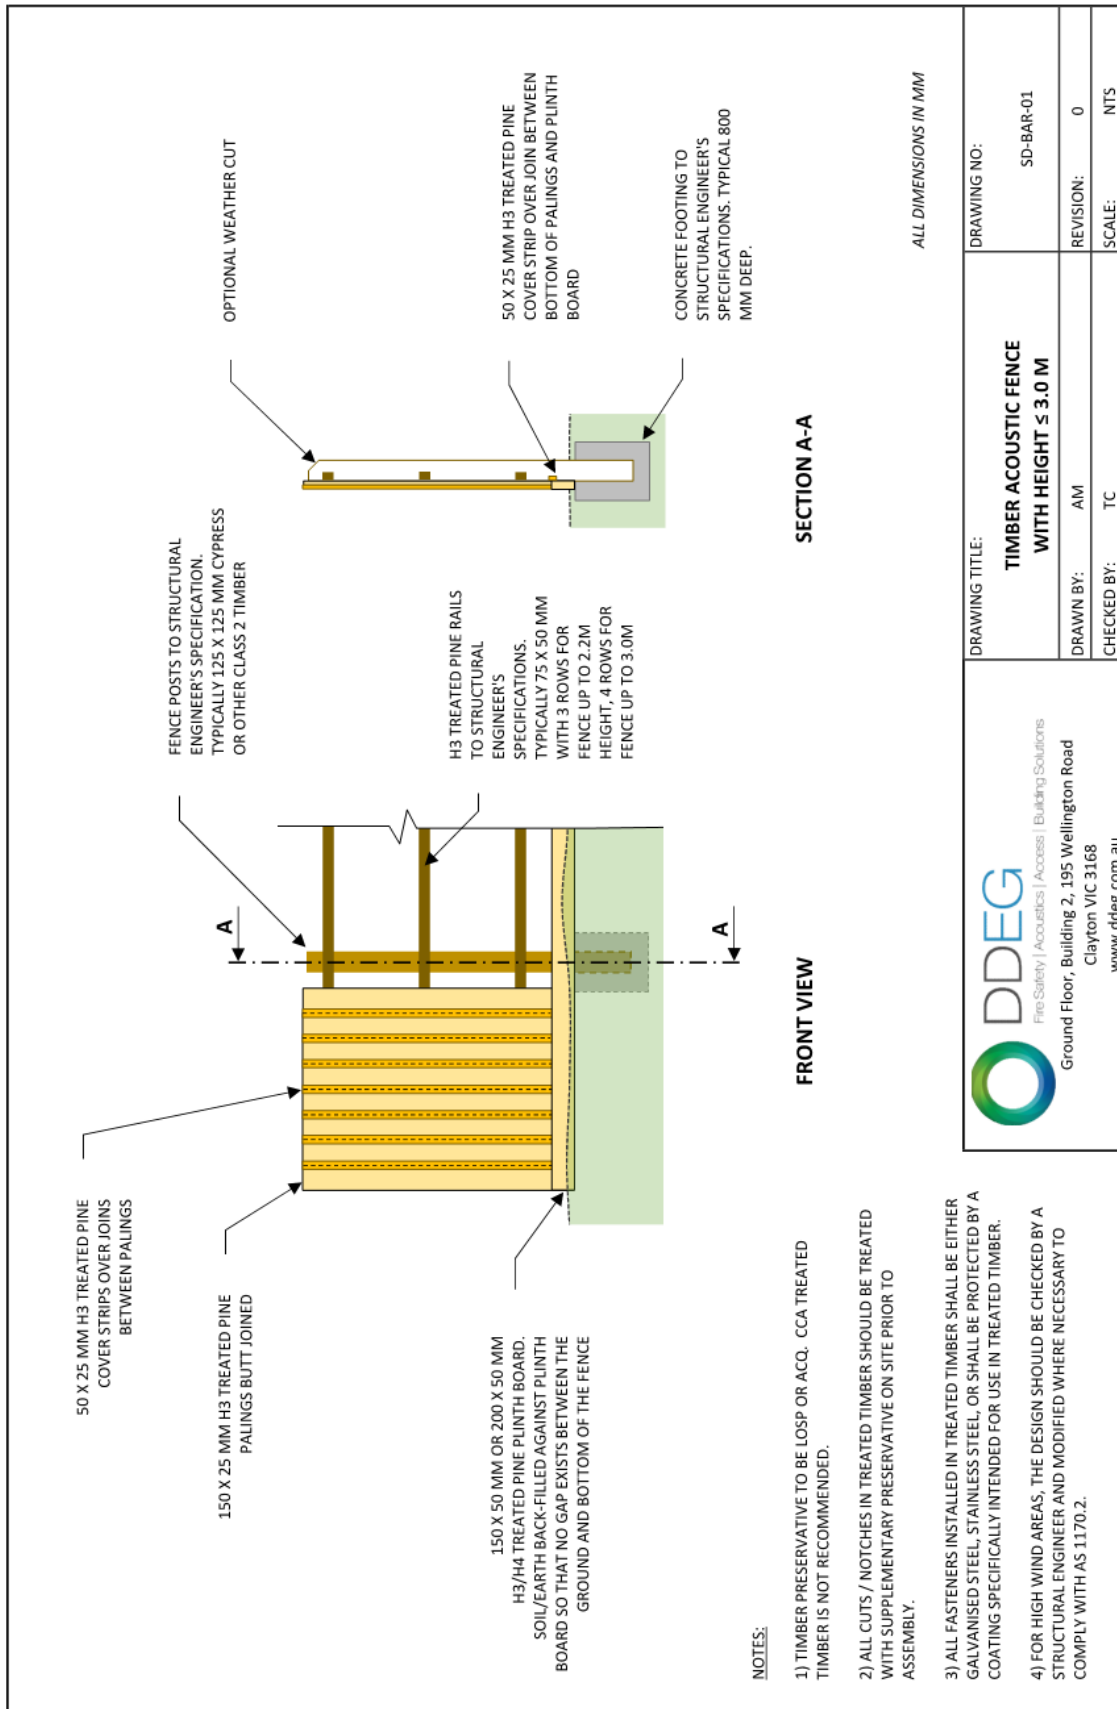 50 X 25 MM H3 TREATED PINE
COVER STRIPS OVER JOINS
BETWEEN PALINGS
150 X 25 MM H3 TREATED PINE
PALINGS BUTT JOINED
150 X 50 MM OR 200 X 50 MM
H3/H4 TREATED PINE PLINTH BOARD.
SOIL/EARTH BACK-FILLED AGAINST PLINTH
BOARD SO THAT NO GAP EXISTS BETWEEN THE
GROUND AND BOTTOM OF THE FENCE
FENCE POSTS TO STRUCTURAL
ENGINEER'S SPECIFICATION.
TYPICALLY 125 X 125 MM CYPRESS
OR OTHER CLASS 2 TIMBER
H3 TREATED PINE RAILS
TO STRUCTURAL
ENGINEER'S
SPECIFICATIONS.
TYPICALLY 75 X 50 MM
WITH 3 ROWS FOR
FENCE UP TO 2.2M
HEIGHT, 4 ROWS FOR
FENCE UP TO 3.0M
A
A
FRONT VIEW
OPTIONAL WEATHER CUT
50 X 25 MM H3 TREATED PINE
COVER STRIP OVER JOIN BETWEEN
BOTTOM OF PALINGS AND PLINTH
BOARD
CONCRETE FOOTING TO
STRUCTURAL ENGINEER'S
SPECIFICATIONS. TYPICAL 800
MM DEEP.
SECTION A-A
ALL DIMENSIONS IN MM
NOTES:
1) TIMBER PRESERVATIVE TO BE LOSP OR ACQ. CCA TREATED
TIMBER IS NOT RECOMMENDED.
2) ALL CUTS / NOTCHES IN TREATED TIMBER SHOULD BE TREATED
WITH SUPPLEMENTARY PRESERVATIVE ON SITE PRIOR TO
ASSEMBLY.
3) ALL FASTENERS INSTALLED IN TREATED TIMBER SHALL BE EITHER
GALVANISED STEEL, STAINLESS STEEL, OR SHALL BE PROTECTED BY A
COATING SPECIFICALLY INTENDED FOR USE IN TREATED TIMBER.
4) FOR HIGH WIND AREAS, THE DESIGN SHOULD BE CHECKED BY A
STRUCTURAL ENGINEER AND MODIFIED WHERE NECESSARY TO
COMPLY WITH AS 1170.2.
DDEG
Fire Safety | Acoustics | Access | Building Solutions
Ground Floor, Building 2, 195 Wellington Road
Clayton VIC 3168
www.ddeg.com.au
DRAWING TITLE:
TIMBER ACOUSTIC FENCE
WITH HEIGHT ≤ 3.0 M
DRAWING NO:
SD-BAR-01
DRAWN BY: AM
REVISION: 0
CHECKED BY: TC
SCALE: NTS